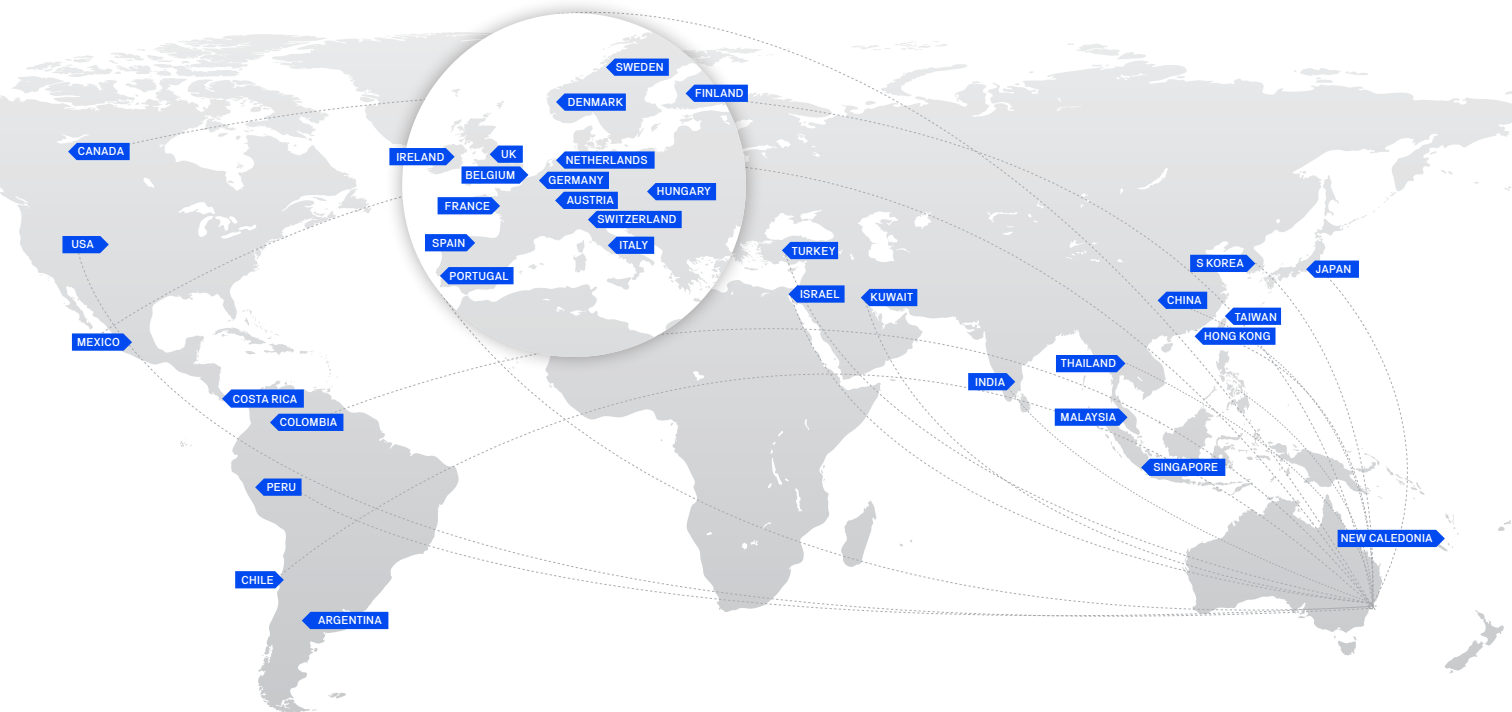 SWEDEN
FINLAND
DENMARK
CANADA
IRELAND
UK
NETHERLANDS
BELGIUM
GERMANY
HUNGARY
AUSTRIA
FRANCE
SWITZERLAND
USA
SPAIN
ITALY
PORTUGAL
TURKEY
ISRAEL
KUWAIT
S KOREA
JAPAN
CHINA
TAIWAN
HONG KONG
MEXICO
THAILAND
INDIA
COSTA RICA
COLOMBIA
MALAYSIA
SINGAPORE
PERU
NEW CALEDONIA
CHILE
ARGENTINA